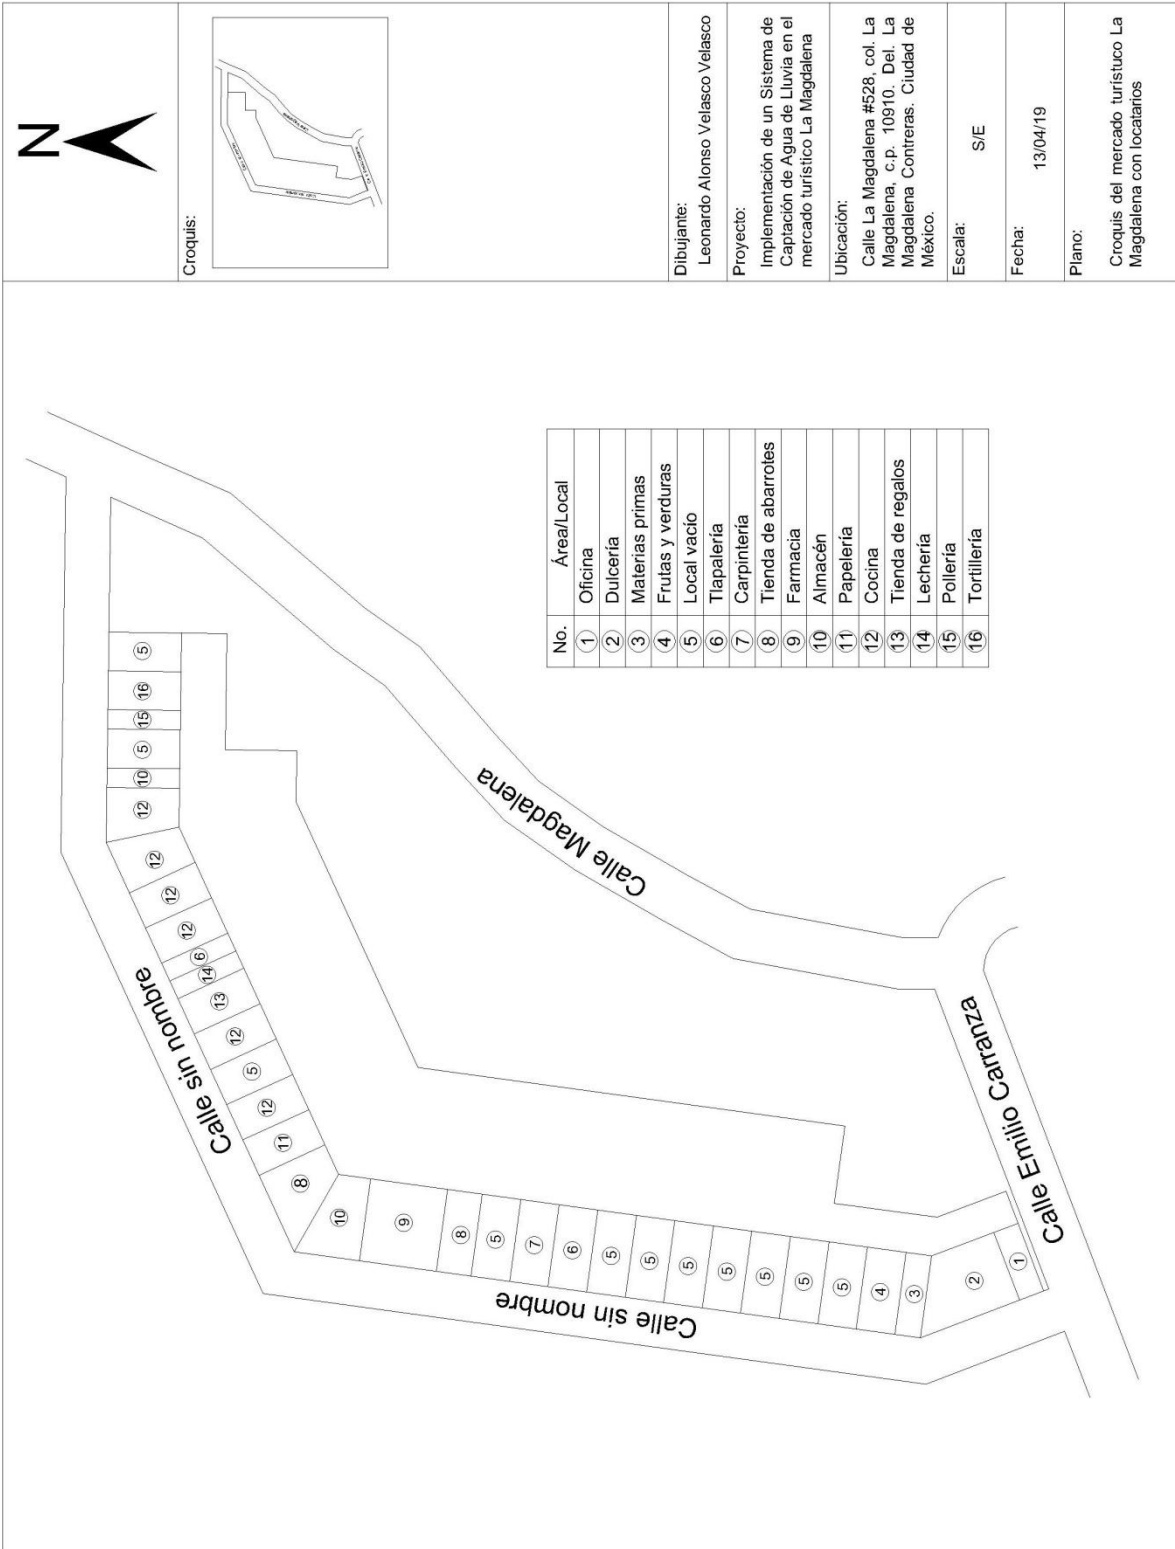 N
Croquis:
Dibujante:
Leonardo Alonso Velasco Velasco
Proyecto:
Implementación de un Sistema de
Captación de Agua de Lluvia en el
mercado turístico La Magdalena
Ubicación:
Calle La Magdalena #528, col. La
Magdalena, c.p. 10910. Del. La
Magdalena Contreras. Ciudad de
México.
Escala:
S/E
Fecha:
13/04/19
Plano:
Croquis del mercado turístuco La
Magdalena con locatarios
Calle sin nombre
Calle sin nombre
Calle Magdalena
Calle Emilio Carranza
1
2
3
4
5
5
5
5
5
5
5
6
7
5
8
9
10
8
11
12
5
12
13
14
6
12
12
12
12
10
5
15
16
5
No. Área/Local
1 Oficina
2 Dulcería
3 Materias primas
4 Frutas y verduras
5 Local vacío
6 Tlapalería
7 Carpintería
8 Tienda de abarrotes
9 Farmacia
10 Almacén
11 Papelería
12 Cocina
13 Tienda de regalos
14 Lechería
15 Pollería
16 Tortillería